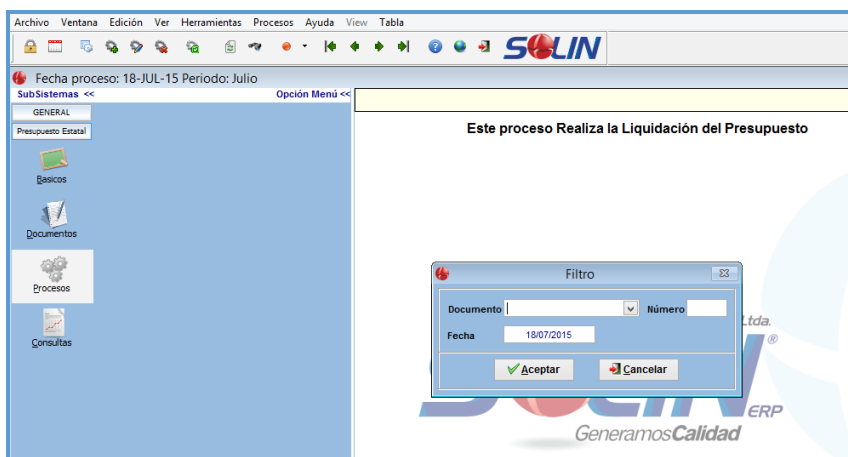 Archivo Ventana Edición Ver Herramientas Procesos Ayuda View Tabla
SOLIN
Fecha proceso: 18-JUL-15 Periodo: Julio
SubSistemas << Opción Menú <<
GENERAL
Presupuesto Estatal
Este proceso Realiza la Liquidación del Presupuesto
Basicos
Documentos
Procesos
Consultas
Filtro
Documento Número
Fecha 18/07/2015
Aceptar Cancelar
Ltda.
®
ERP
GeneramosCalidad